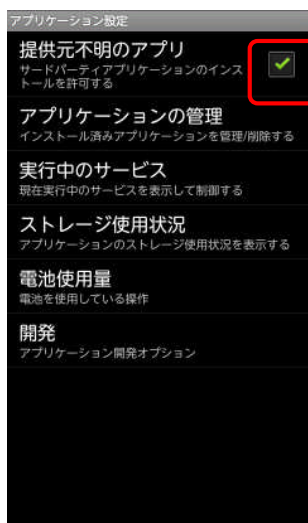 アプリケーション設定
提供元不明のアプリ
サードパーティアプリケーションのインス
トールを許可する
アプリケーションの管理
インストール済みアプリケーションを管理/削除する
実行中のサービス
現在実行中のサービスを表示して制御する
ストレージ使用状況
アプリケーションのストレージ使用状況を表示する
電池使用量
電池を使用している操作
開発
アプリケーション開発オプション